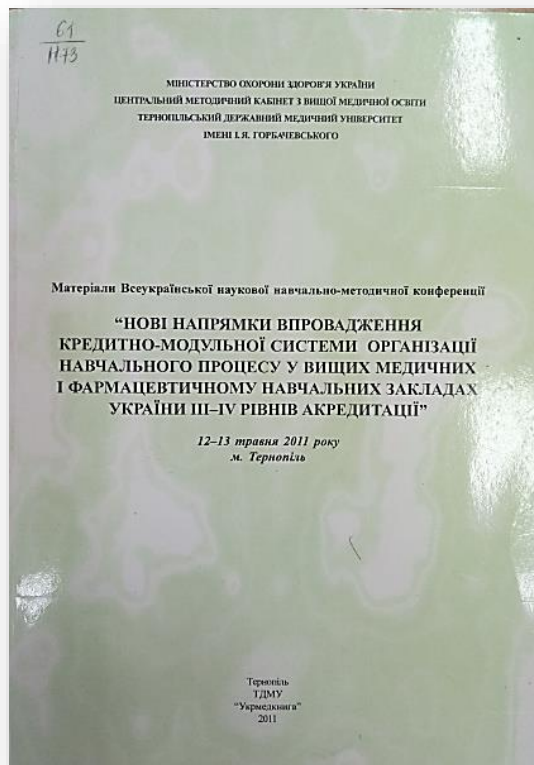 61
Н73
МІНІСТЕРСТВО ОХОРОНИ ЗДОРОВ'Я УКРАЇНИ
ЦЕНТРАЛЬНИЙ МЕТОДИЧНИЙ КАБІНЕТ З ВИЩОЇ МЕДИЧНОЇ ОСВІТИ
ТЕРНОПІЛЬСЬКИЙ ДЕРЖАВНИЙ МЕДИЧНИЙ УНІВЕРСИТЕТ
ІМЕНІ І. Я. ГОРБАЧЕВСЬКОГО
Матеріали Всеукраїнської наукової навчально-методичної конференції
“НОВІ НАПРЯМКИ ВПРОВАДЖЕННЯ
КРЕДИТНО-МОДУЛЬНОЇ СИСТЕМИ ОРГАНІЗАЦІЇ
НАВЧАЛЬНОГО ПРОЦЕСУ У ВИЩИХ МЕДИЧНИХ
І ФАРМАЦЕВТИЧНОМУ НАВЧАЛЬНИХ ЗАКЛАДАХ
УКРАЇНИ III–IV РІВНІВ АКРЕДИТАЦІЇ”
12–13 травня 2011 року
м. Тернопіль
Тернопіль
ТДМУ
“Укрмедкнига”
2011